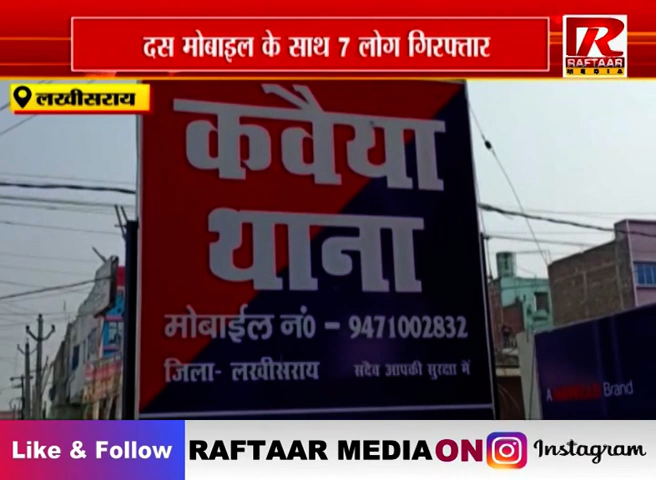 दस मोबाइल के साथ 7 लोग गिरफ्तार
R
RAFTAAR
MEDIA
लखीसराय
कवैया
थाना
मोबाईल नं० - 9471002832
जिला- लखीसराय सदैव आपकी सुरक्षा में
A Brand
Like & Follow RAFTAAR MEDIA ON Instagram